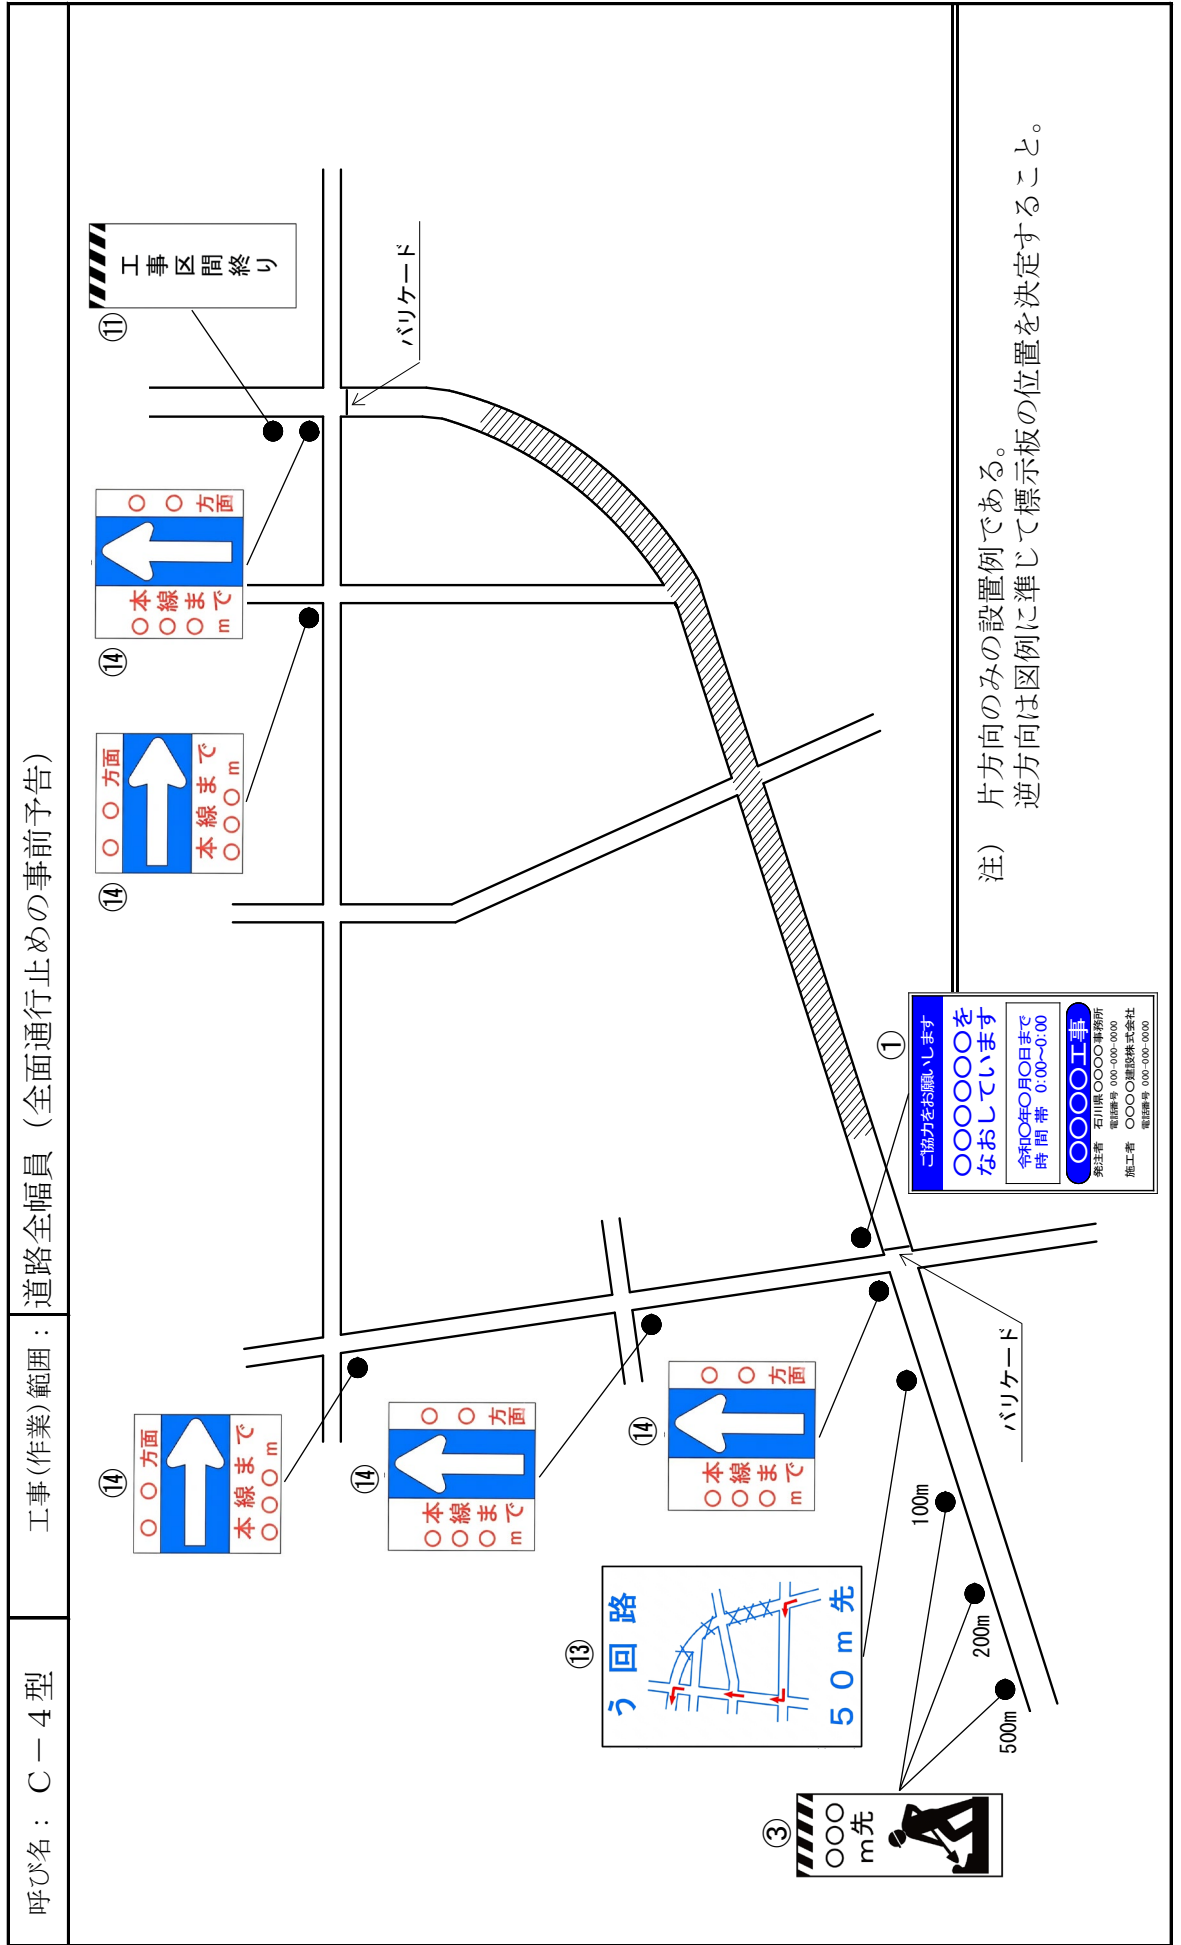 呼び名： Ｃ－４型
工事(作業)範囲：
道路全幅員 （全面通行止めの事前予告）
⑭
○○方面
本線まで
○○○m
⑭
○○方面
本線まで
○○○m
⑭
○○方面
本線まで
○○○m
⑭
○○方面
本線まで
○○○m
⑭
○○方面
本線まで
○○○m
⑪
工事区間終り
バリケード
⑬
う回路
５０ｍ先
③
○○○
m先
500m
200m
100m
バリケード
①
ご協力をお願いします
○○○○○○を
なおしています
令和○年○月○日まで
時間帯 0:00~0:00
○○○○工事
発注者 石川県○○○○事務所
電話番号 000-000-0000
施工者 ○○○○建設株式会社
電話番号 000-000-0000
注） 片方向のみの設置例である。
逆方向は図例に準じて標示板の位置を決定すること。